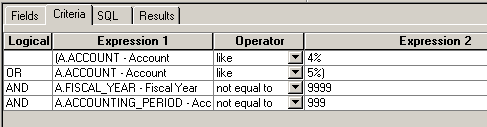 Fields Criteria SQL Results
Logical Expression 1 Operator Expression 2
(A.ACCOUNT - Account like 4%
OR A.ACCOUNT - Account like 5%)
AND A.FISCAL_YEAR - Fiscal Year not equal to 9999
AND A.ACCOUNTING_PERIOD - Acc not equal to 999